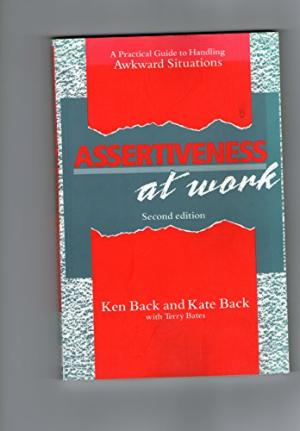 A Practical Guide to Handling
Awkward Situations
ASSERTIVENESS
at work
Second edition
Ken Back and Kate Back
with Terry Bates